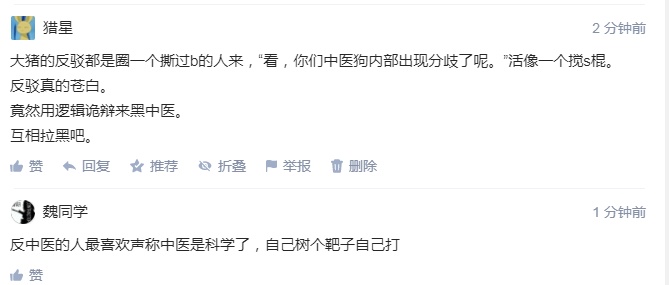 猎星
2 分钟前
大猪的反驳都是圈一个撕过b的人来，“看，你们中医狗内部出现分歧了呢。”活像一个搅s棍。
反驳真的苍白。
竟然用逻辑诡辩来黑中医。
互相拉黑吧。
赞 回复 推荐 折叠 举报 删除
魏同学
1 分钟前
反中医的人最喜欢声称中医是科学了，自己树个靶子自己打
赞